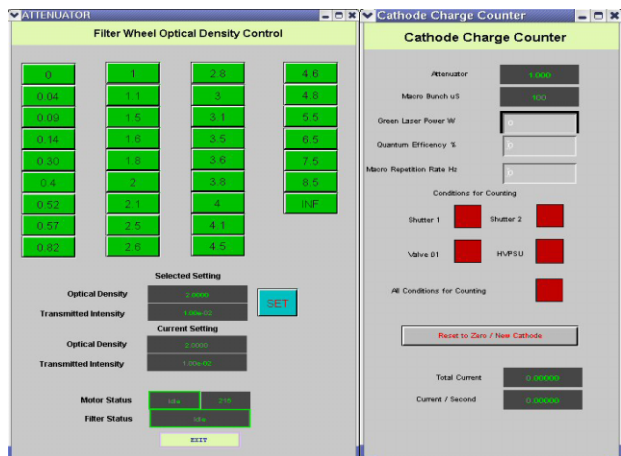 ATTENUATOR
Filter Wheel Optical Density Control
0 1 2.8 4.6
0.04 1.1 3 4.8
0.09 1.5 3.1 5.5
0.14 1.6 3.5 6.5
0.30 1.8 3.6 7.5
0.4 2 3.8 8.5
0.52 2.1 4 INF
0.57 2.5 4.1
0.82 2.6 4.5
Selected Setting
Optical Density 2.0000
SET
Transmitted Intensity 1.00e-02
Current Setting
Optical Density 2.0000
Transmitted Intensity 1.00e-02
Motor Status Idle 216
Filter Status Idle
EXIT
Cathode Charge Counter
Cathode Charge Counter
Attenuator 1.000
Macro Bunch uS 100
Green Laser Power W 0
Quantum Efficency % 0
Macro Repetition Rate Hz 0
Conditions for Counting
Shutter 1 Shutter 2
Valve 01 HVPSU
All Conditions for Counting
Reset to Zero / New Cathode
Total Current 0.00000
Current / Second 0.00000